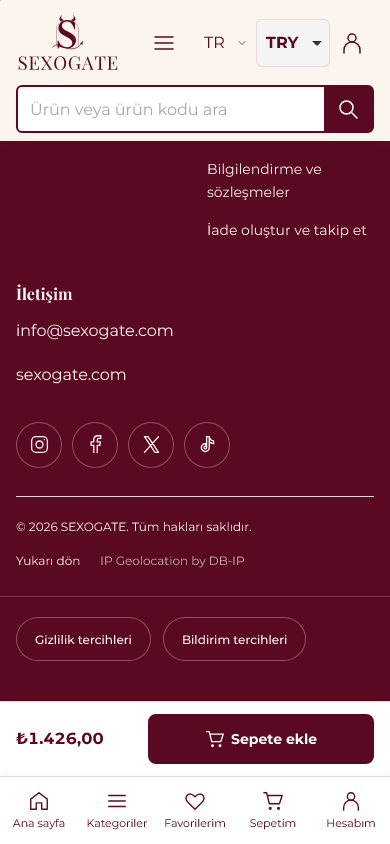 SEXOGATE
TR
TRY
Ürün veya ürün kodu ara
Bilgilendirme ve
sözleşmeler
İade oluştur ve takip et
İletişim
info@sexogate.com
sexogate.com
© 2026 SEXOGATE. Tüm hakları saklıdır.
Yukarı dön IP Geolocation by DB-IP
Gizlilik tercihleri Bildirim tercihleri
₺1.426,00 Sepete ekle
Ana sayfa Kategoriler Favorilerim Sepetim Hesabım